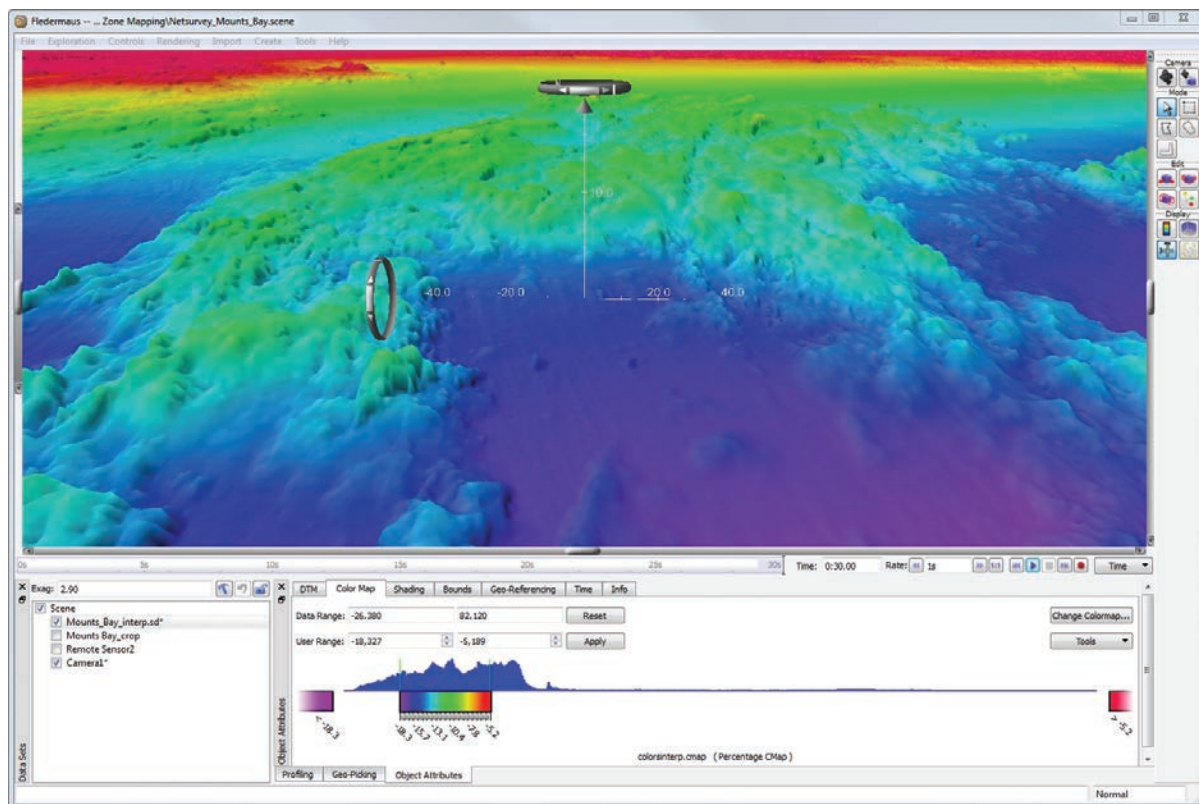 Fledermaus -- ... Zone Mapping\Netsurvey_Mounts_Bay.scene
File Exploration Controls Rendering Import Create Tools Help
Camera
Mode
Edit
Display
10.0
-40.0 -20.0 20.0 40.0
0s 5s 10s 15s 20s 25s 30s Time: 0:30.00 Rate: 1s Time
Exag: 2.90
Scene
Mounts_Bay_interp.sd*
Mounts Bay_crop
Remote Sensor2
Camera1*
Data Sets
DTM Color Map Shading Bounds Geo-Referencing Time Info
Data Range: -26,380 82,120 Reset Change Colormap...
User Range: -18,327 -5,189 Apply Tools
< -18.3 -18.3 -15.7 -13.1 -10.4 -7.8 -5.2 > -5.2
colorsinterp.cmap ( Percentage CMap )
Object Attributes
Profiling Geo-Picking Object Attributes
Normal